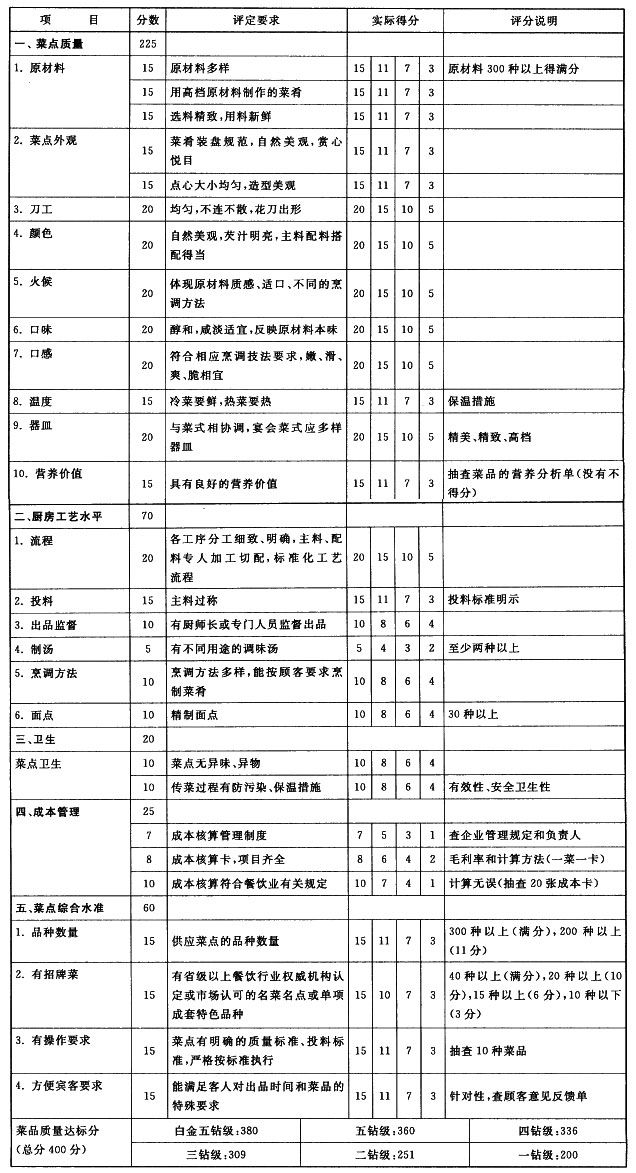 项 目 分数 评定要求 实际得分 评分说明
一、菜点质量 225
1. 原材料 15 原材料多样 15 11 7 3 原材料300种以上得满分
15 用高档原材料制作的菜肴 15 11 7 3
15 选料精致,用料新鲜 15 11 7 3
2. 菜点外观 15 菜肴装盘规范,自然美观,赏心
悦目 15 11 7 3
15 点心大小均匀,造型美观 15 11 7 3
3. 刀工 20 均匀,不连不散,花刀出形 20 15 10 5
4. 颜色 20 自然美观,芡汁明亮,主料配料搭
配得当 20 15 10 5
5. 火候 20 体现原材料质感、适口、不同的烹
调方法 20 15 10 5
6. 口味 20 醇和,咸淡适宜,反映原材料本味 20 15 10 5
7. 口感 20 符合相应烹调技法要求,嫩、滑、
爽、脆相宜 20 15 10 5
8. 温度 15 冷菜要鲜,热菜要热 15 11 7 3 保温措施
9. 器皿 20 与菜式相协调,宴会菜式应多样
器皿 20 15 10 5 精美、精致、高档
10. 营养价值 15 具有良好的营养价值 15 11 7 3 抽查菜品的营养分析单(没有不
得分)
二、厨房工艺水平 70
1. 流程 20 各工序分工细致、明确,主料、配
料专人加工切配,标准化工艺
流程 20 15 10 5
2. 投料 15 主料过称 15 11 7 3 投料标准明示
3. 出品监督 10 有厨师长或专门人员监督出品 10 8 6 4
4. 制汤 5 有不同用途的调味汤 5 4 3 2 至少两种以上
5. 烹调方法 10 烹调方法多样,能按顾客要求烹
制菜肴 10 8 6 4
6. 面点 10 精制面点 10 8 6 4 30种以上
三、卫生 20
菜点卫生 10 菜点无异味、异物 10 8 6 4
10 传菜过程有防污染、保温措施 10 8 6 4 有效性、安全卫生性
四、成本管理 25
7 成本核算管理制度 7 5 3 1 查企业管理规定和负责人
8 成本核算卡,项目齐全 8 6 4 2 毛利率和计算方法(一菜一卡)
10 成本核算符合餐饮业有关规定 10 7 4 1 计算无误(抽查20张成本卡)
五、菜点综合水准 60
1. 品种数量 15 供应菜点的品种数量 15 11 7 3 300种以上(满分),200种以上
(11分)
2. 有招牌菜 15 有省级以上餐饮行业权威机构认
定或市场认可的名菜名点或单项
成套特色品种 15 10 7 3 40种以上(满分),20种以上(10
分),15种以上(6分),10种以下
(3分)
3. 有操作要求 15 菜点有明确的质量标准、投料标
准,严格按标准执行 15 11 7 3 抽查10种菜品
4. 方便宾客要求 15 能满足客人对出品时间和菜品的
特殊要求 15 11 7 3 针对性,查顾客意见反馈单
菜品质量达标分
(总分400分)
白金五钻级:380 五钻级:360 四钻级:336
三钻级:309 二钻级:251 一钻级:200